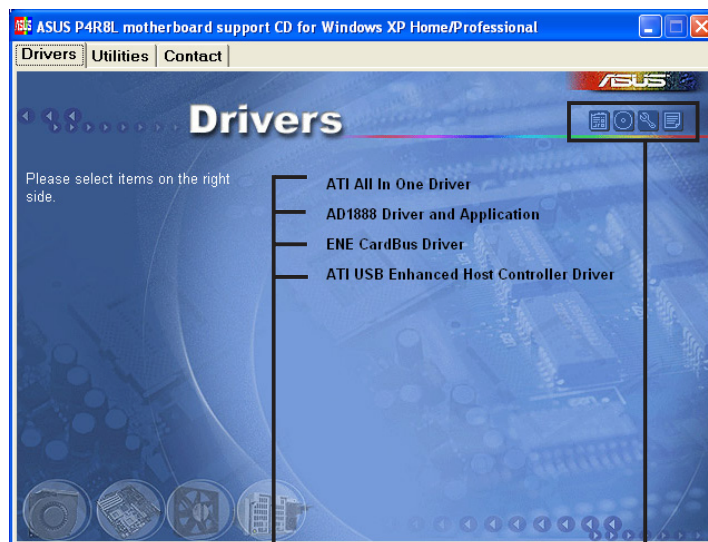 ASUS P4R8L motherboard support CD for Windows XP Home/Professional
Drivers Utilities Contact
ASUS
Drivers
Please select items on the right
side.
ATI All In One Driver
AD1888 Driver and Application
ENE CardBus Driver
ATI USB Enhanced Host Controller Driver